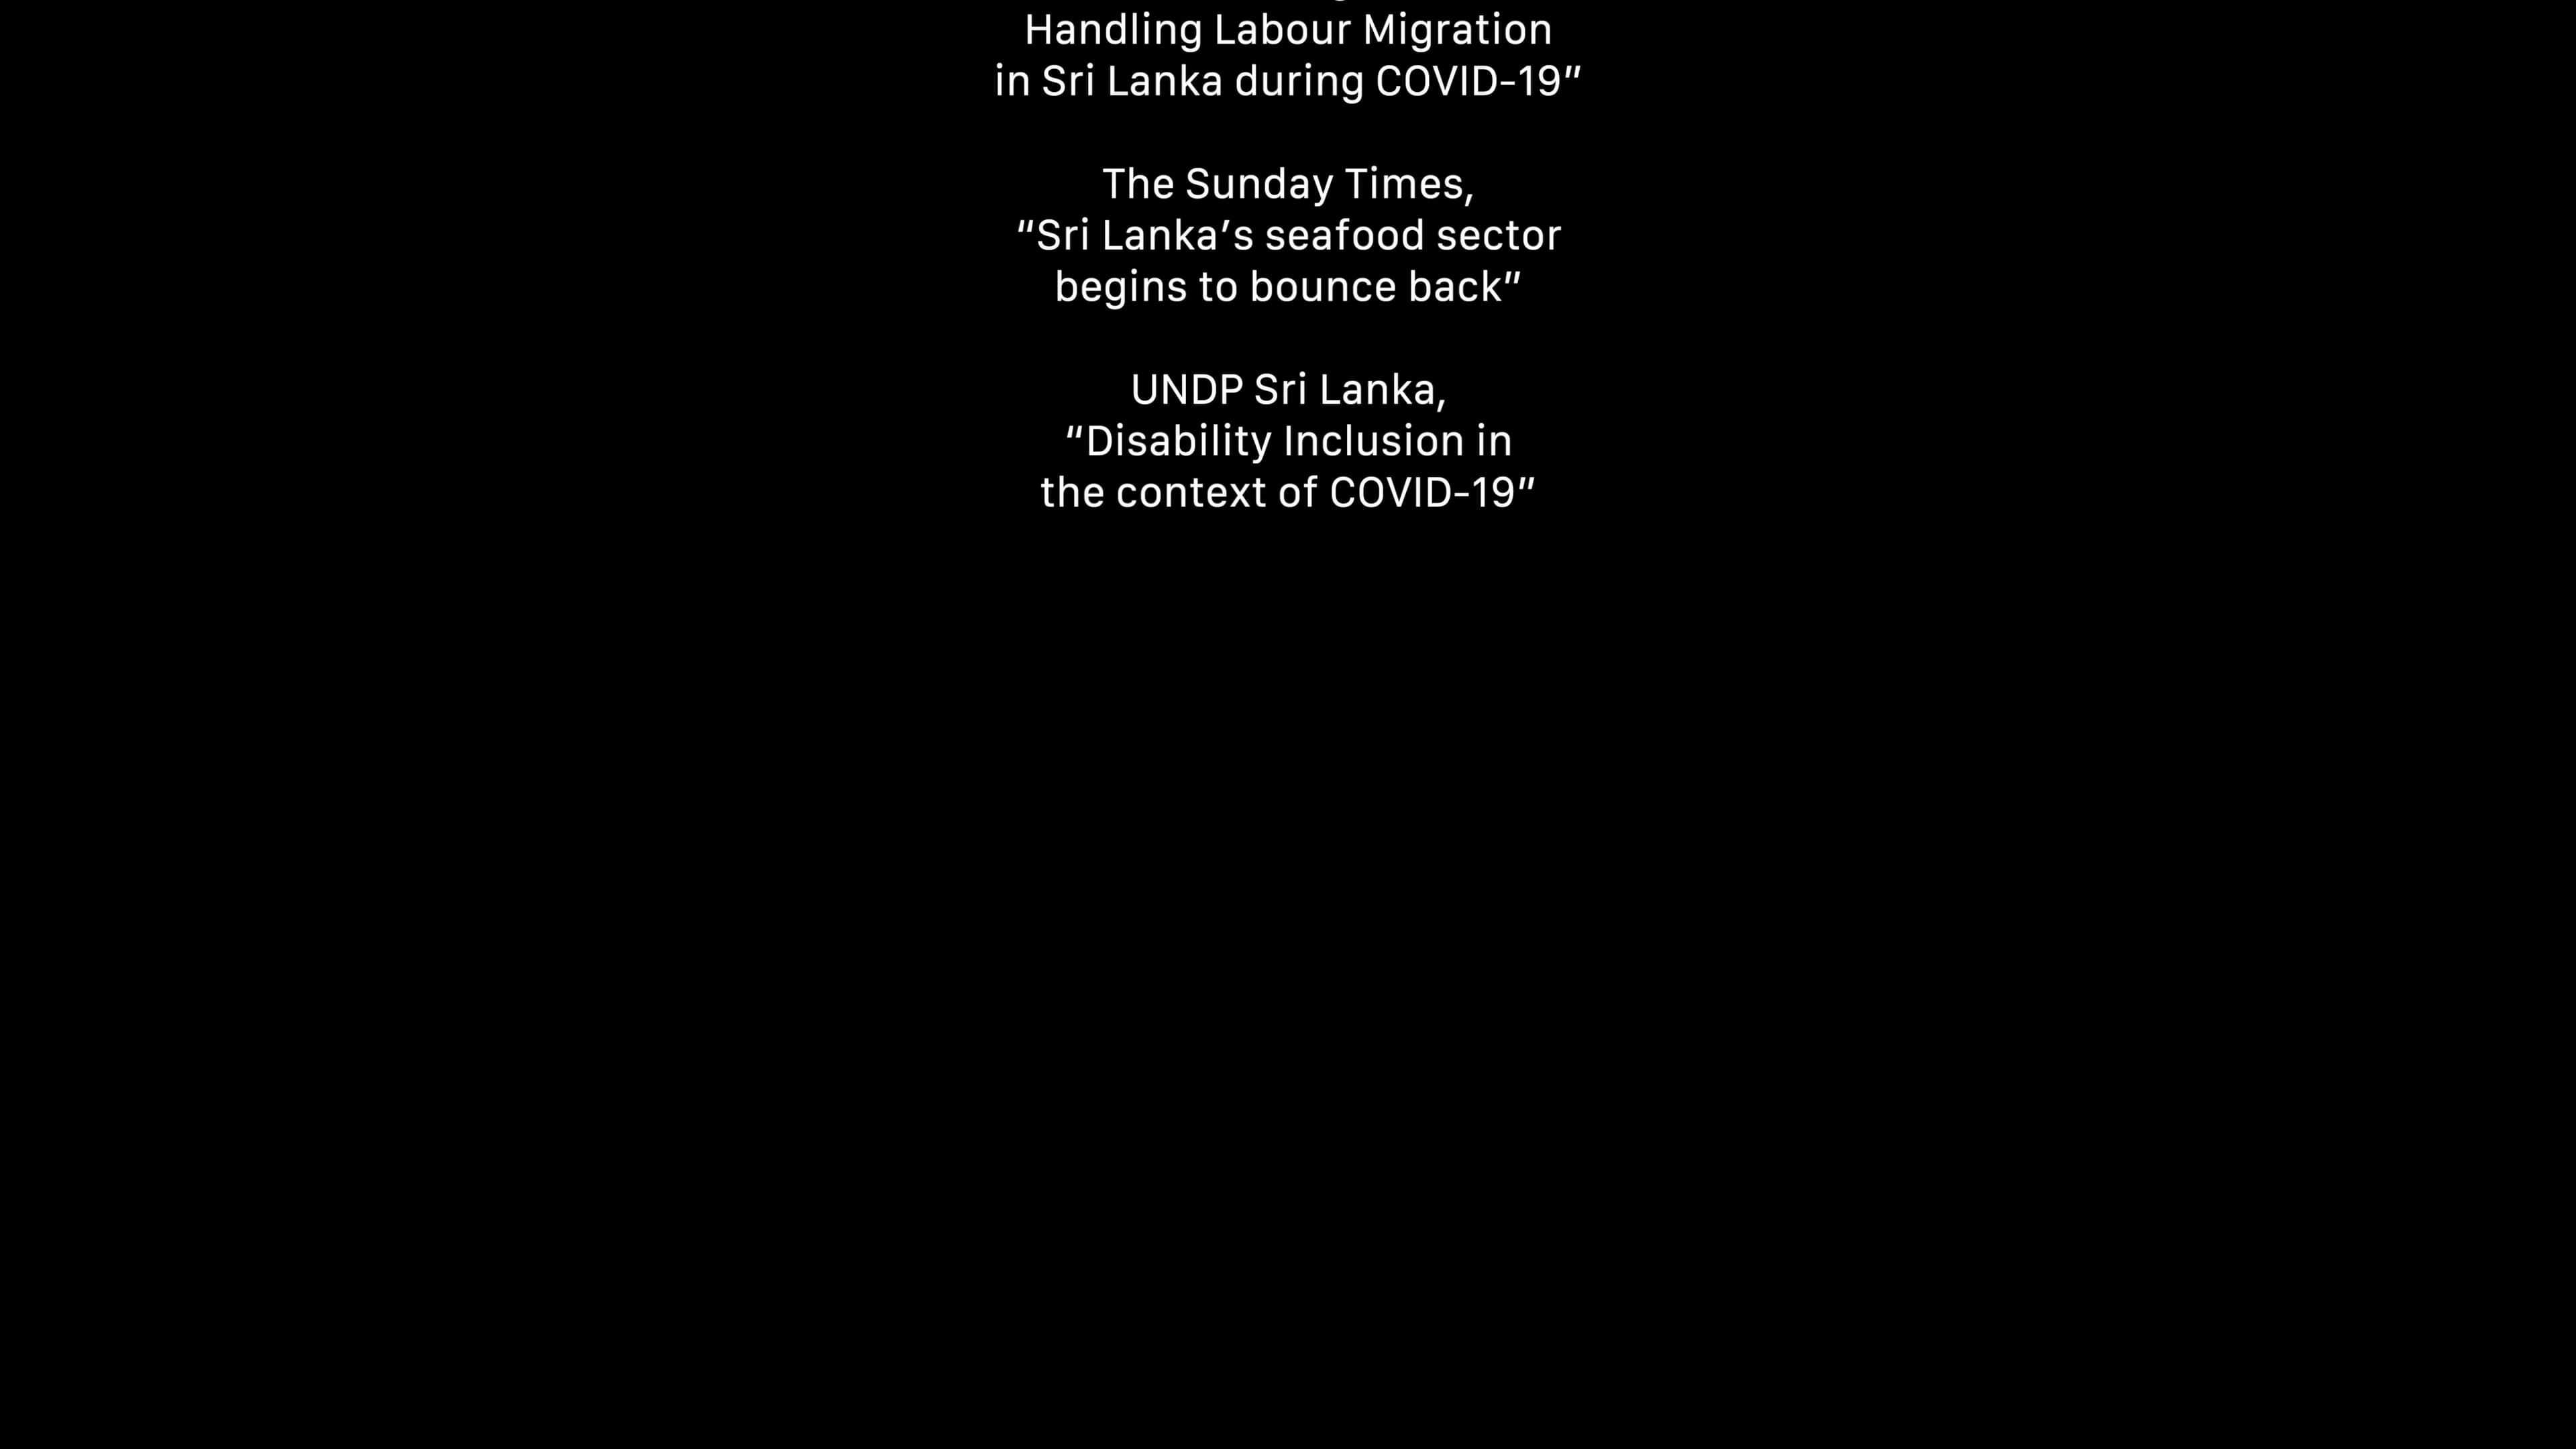 Handling Labour Migration
in Sri Lanka during COVID-19”
The Sunday Times,
“Sri Lanka’s seafood sector
begins to bounce back”
UNDP Sri Lanka,
“Disability Inclusion in
the context of COVID-19”